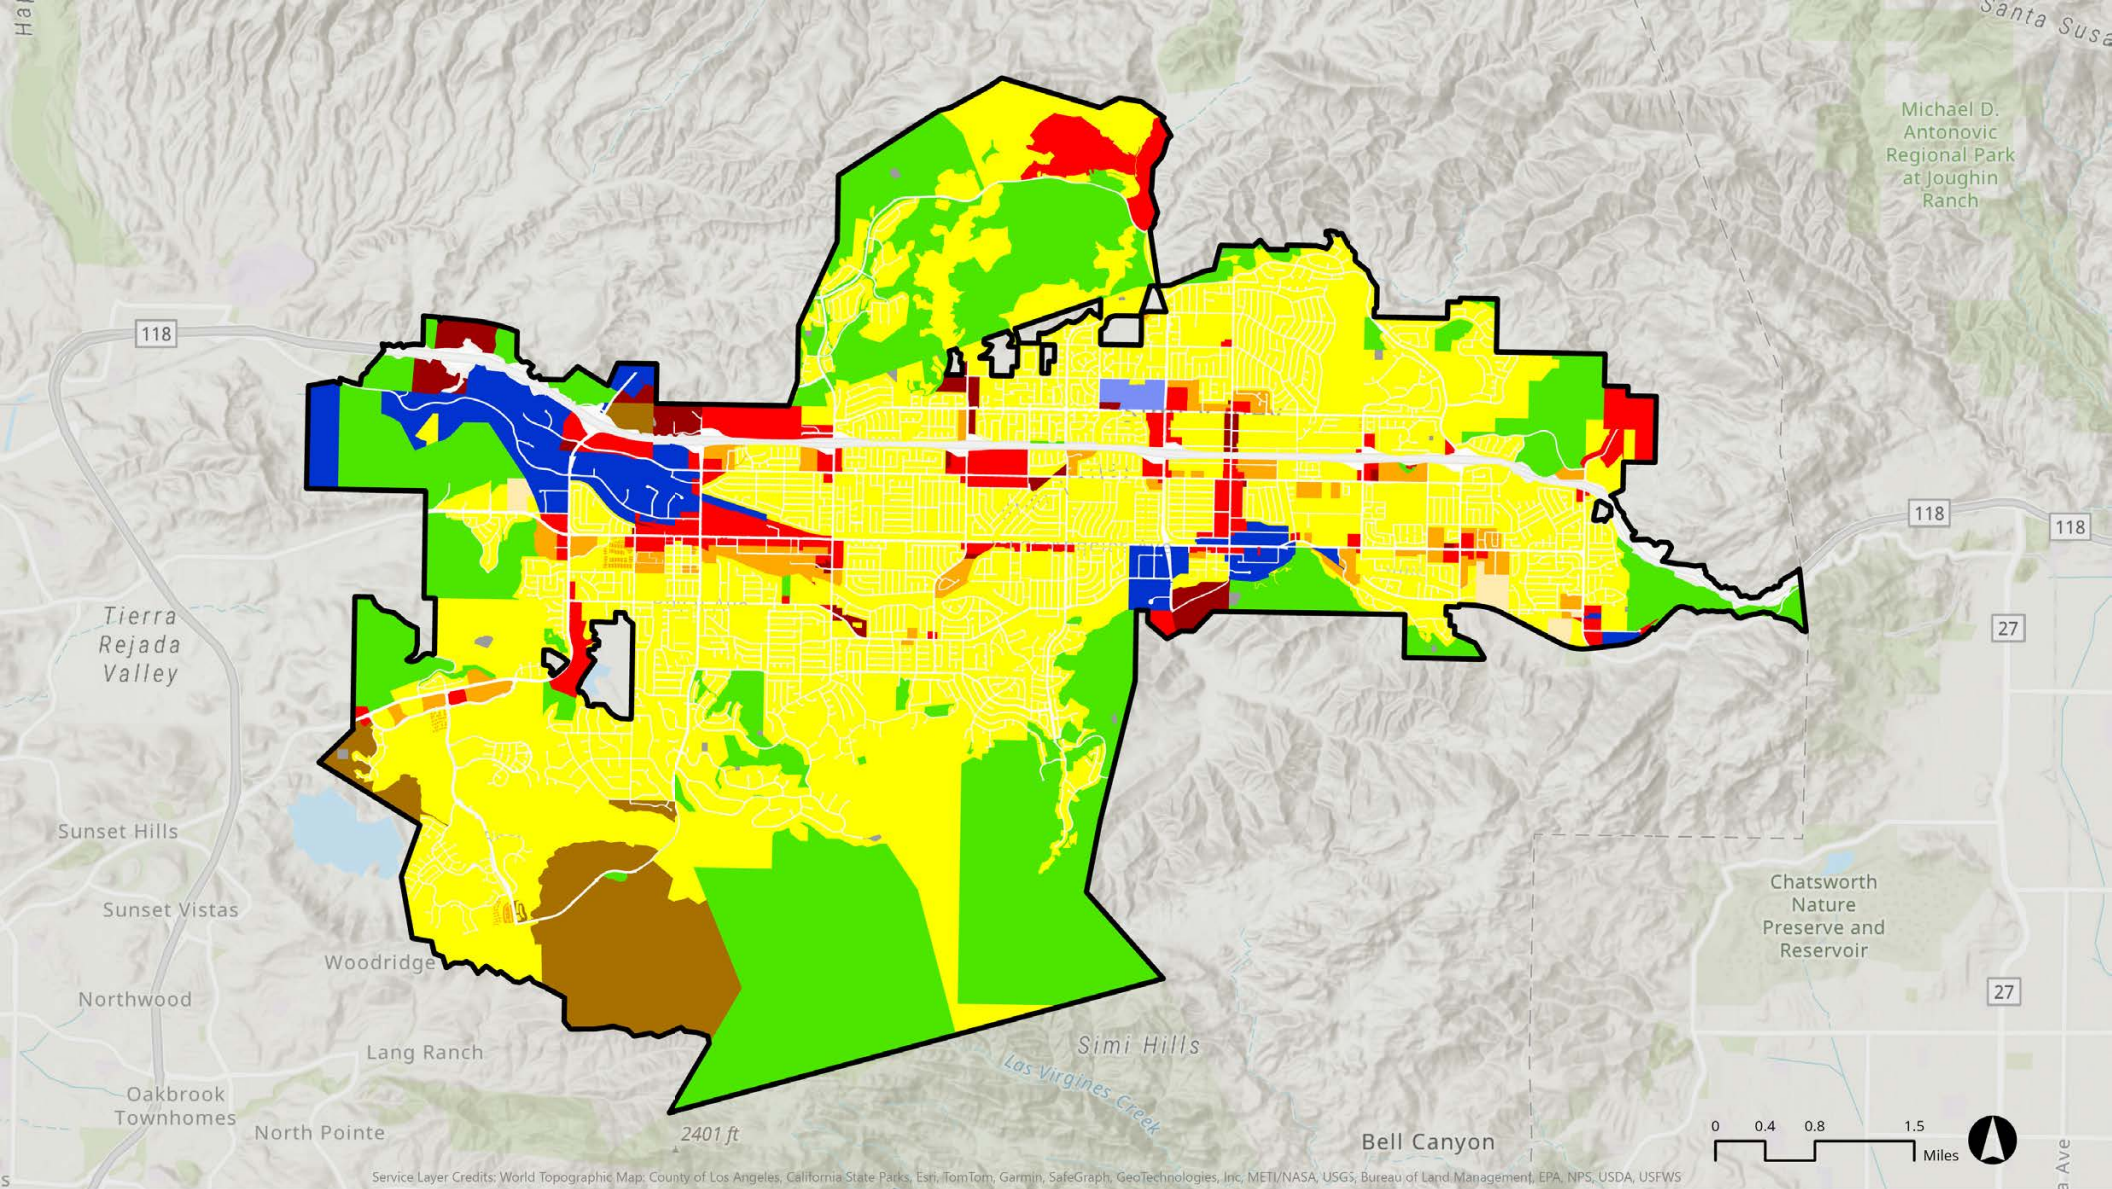 Santa Susa
Michael D.
Antonovic
Regional Park
at Joughin
Ranch
118
118
118
Tierra
Rejada
Valley
27
Sunset Hills
Chatsworth
Nature
Preserve and
Reservoir
Sunset Vistas
Woodridge
Northwood
27
Simi Hills
Lang Ranch
Las Virgines Creek
Oakbrook
Townhomes
North Pointe
2401 ft
Bell Canyon
0 0.4 0.8 1.5
Miles
a Ave
Service Layer Credits: World Topographic Map: County of Los Angeles, California State Parks, Esri, TomTom, Garmin, SafeGraph, GeoTechnologies, Inc, METI/NASA, USGS, Bureau of Land Management, EPA, NPS, USDA, USFWS